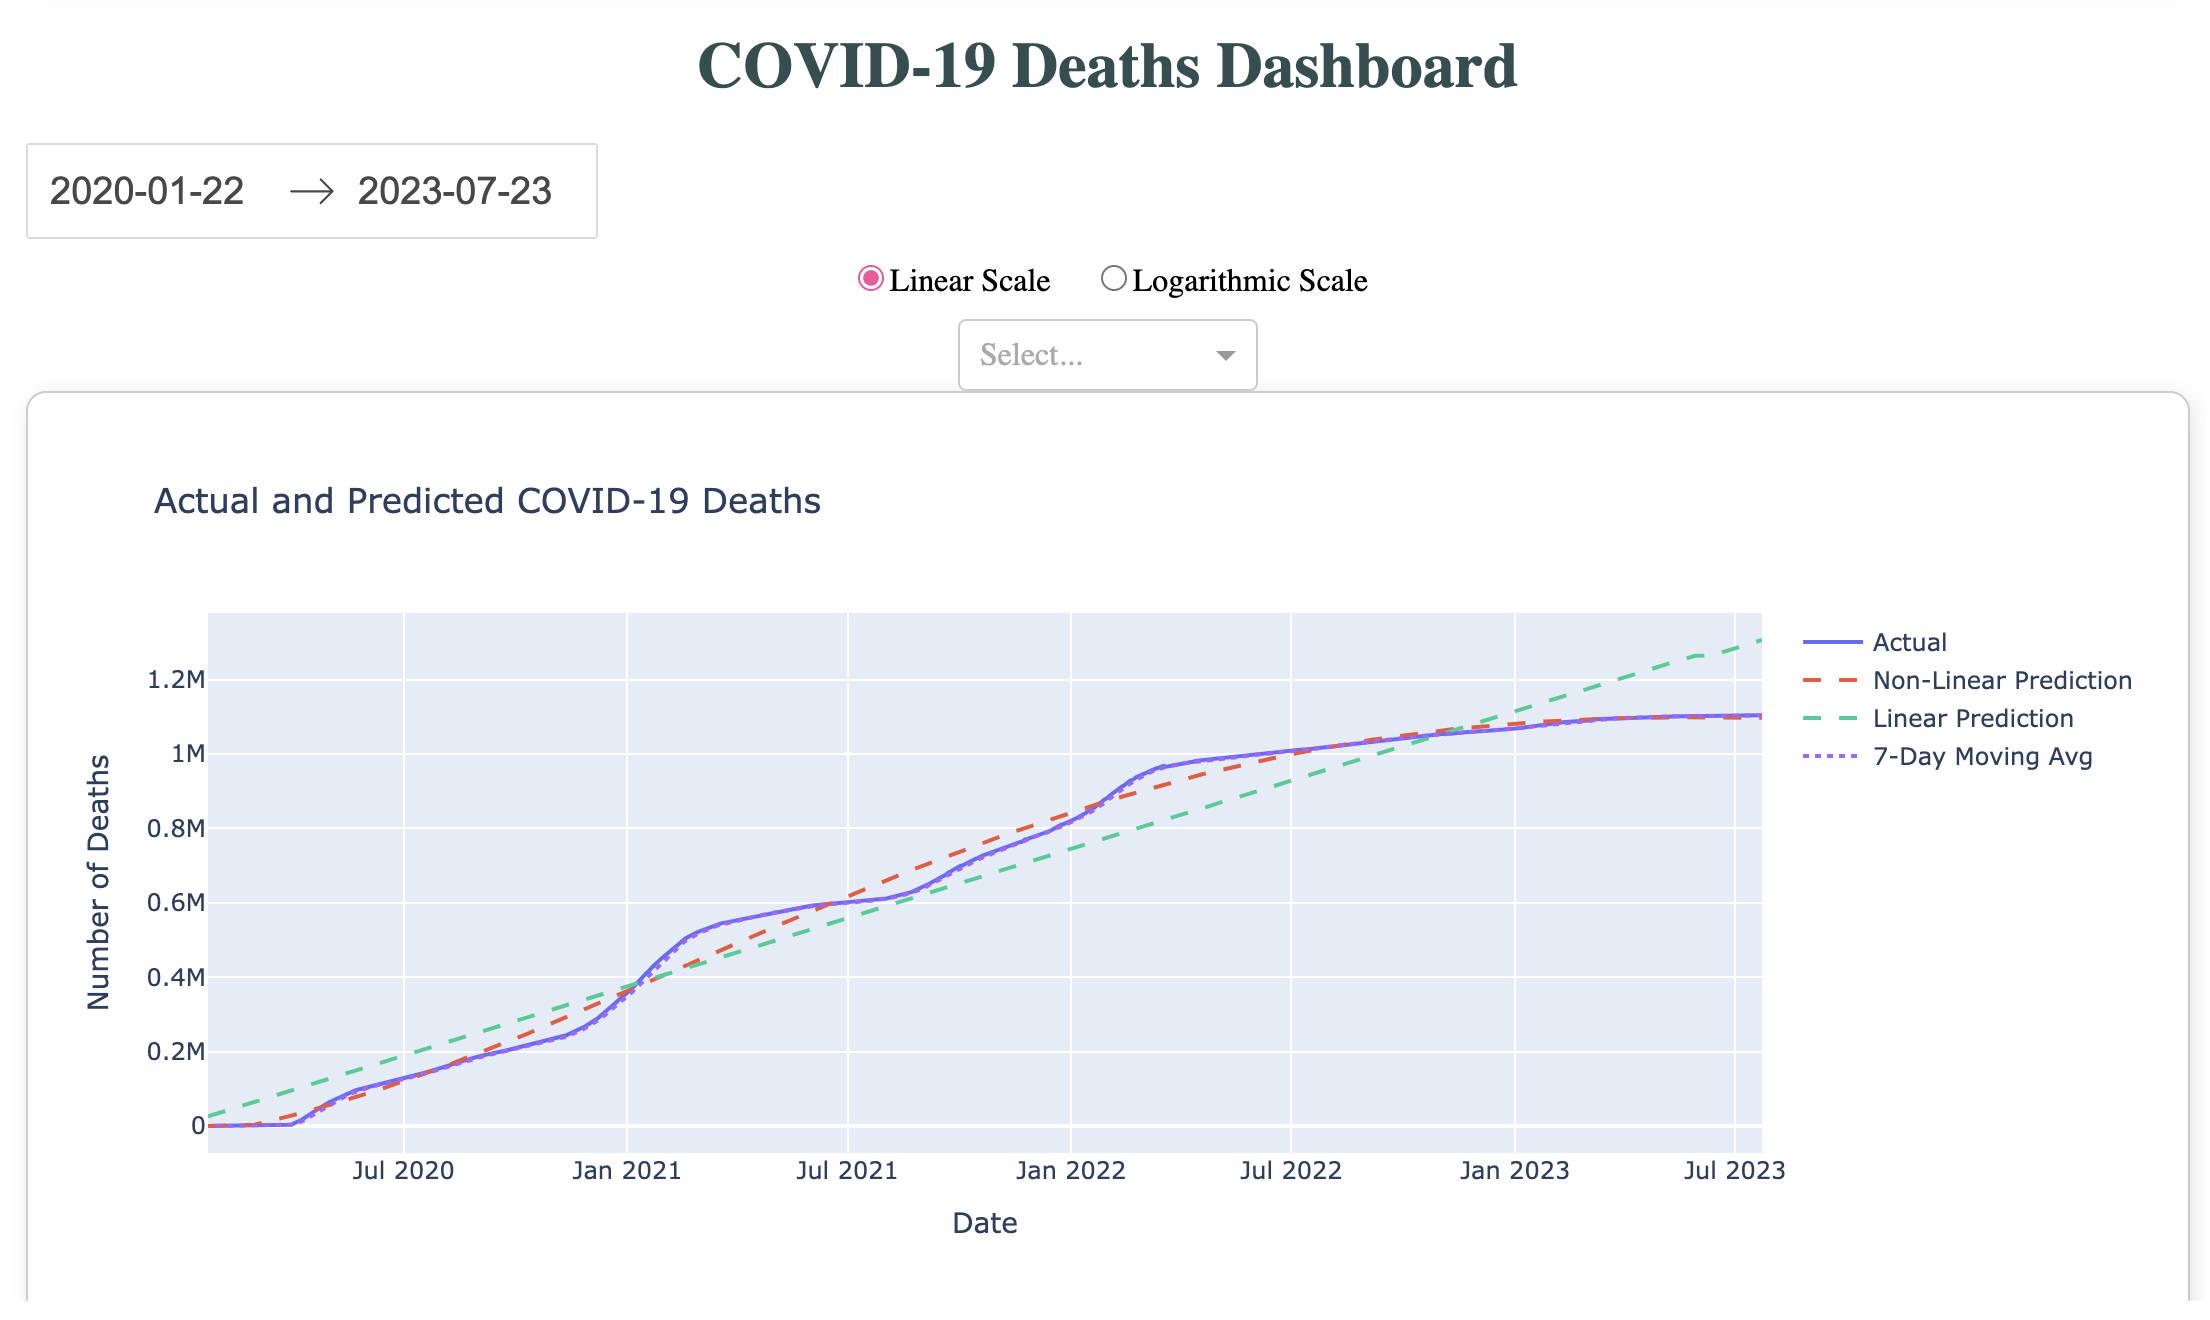 COVID-19 Deaths Dashboard
2020-01-22 → 2023-07-23
Linear Scale Logarithmic Scale
Select...
Actual and Predicted COVID-19 Deaths
Actual
Non-Linear Prediction
Linear Prediction
7-Day Moving Avg
Number of Deaths
1.2M
1M
0.8M
0.6M
0.4M
0.2M
0
Jul 2020 Jan 2021 Jul 2021 Jan 2022 Jul 2022 Jan 2023 Jul 2023
Date